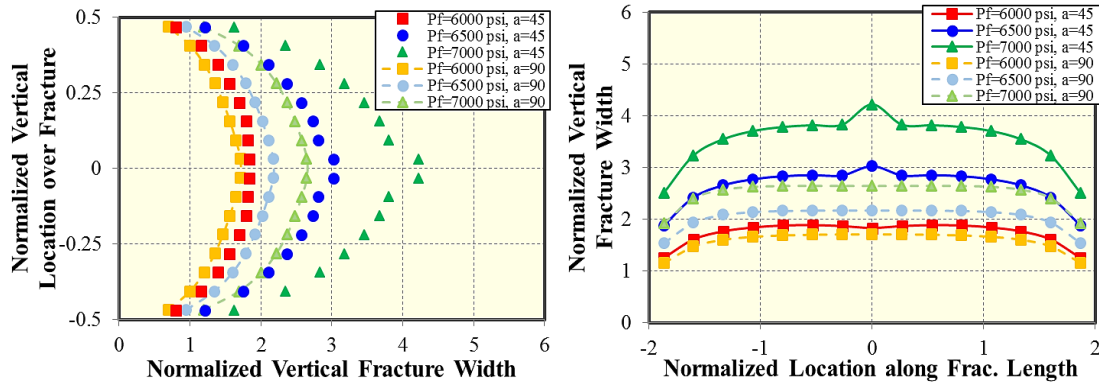 0.5
0.25
0
-0.25
-0.5
Normalized Vertical
Location over Fracture
0 1 2 3 4 5 6
Normalized Vertical Fracture Width
Pf=6000 psi, a=45
Pf=6500 psi, a=45
Pf=7000 psi, a=45
Pf=6000 psi, a=90
Pf=6500 psi, a=90
Pf=7000 psi, a=90
6
5
4
3
2
1
0
Normalized Vertical
Fracture Width
-2 -1 0 1 2
Normalized Location along Frac. Length
Pf=6000 psi, a=45
Pf=6500 psi, a=45
Pf=7000 psi, a=45
Pf=6000 psi, a=90
Pf=6500 psi, a=90
Pf=7000 psi, a=90